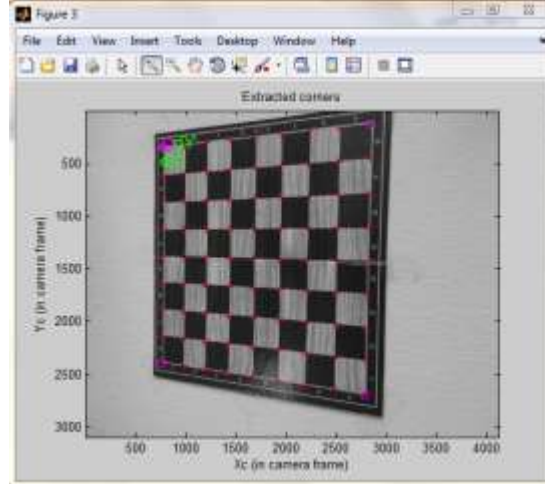 Figure 3
File Edit View Insert Tools Desktop Window Help
Extracted corners
500
1000
1500
2000
2500
3000
Yc (in camera frame)
500 1000 1500 2000 2500 3000 3500 4000
Xc (in camera frame)